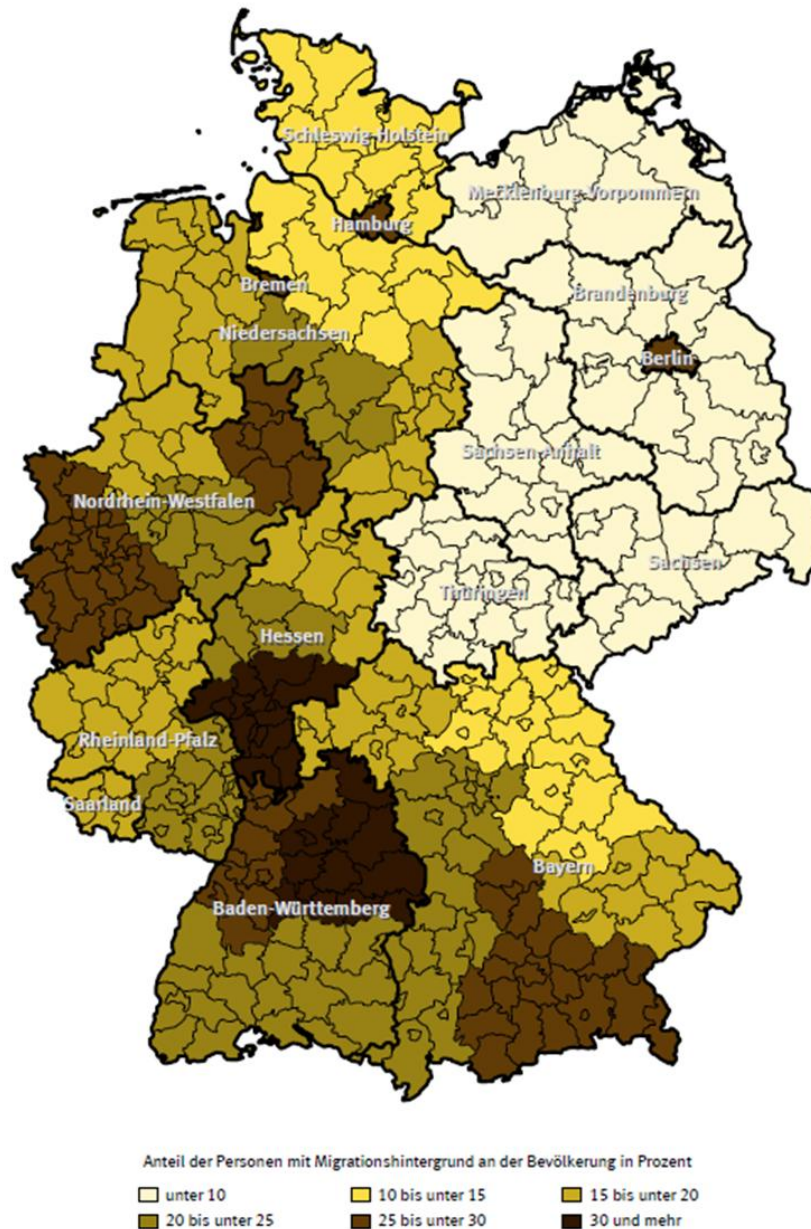 Schleswig-Holstein
Mecklenburg-Vorpommern
Hamburg
Bremen
Brandenburg
Niedersachsen
Berlin
Sachsen-Anhalt
Nordrhein-Westfalen
Sachsen
Thüringen
Hessen
Rheinland-Pfalz
Saarland
Bayern
Baden-Württemberg
Anteil der Personen mit Migrationshintergrund an der Bevölkerung in Prozent
unter 10 10 bis unter 15 15 bis unter 20
20 bis unter 25 25 bis unter 30 30 und mehr